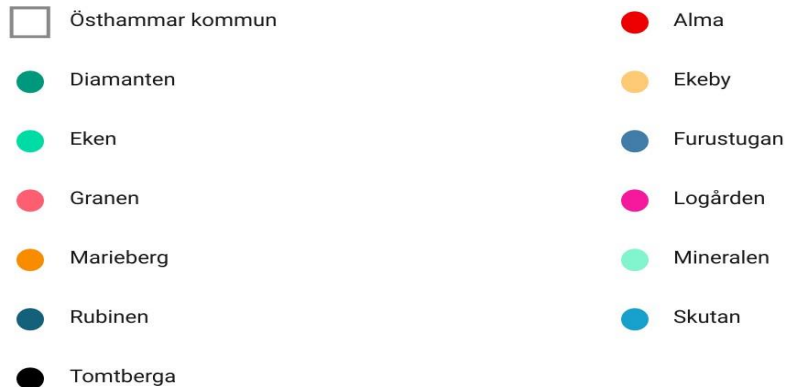 Östhammar kommun
Alma
Diamanten
Ekeby
Eken
Furustugan
Granen
Logården
Marieberg
Mineralen
Rubinen
Skutan
Tomtberga